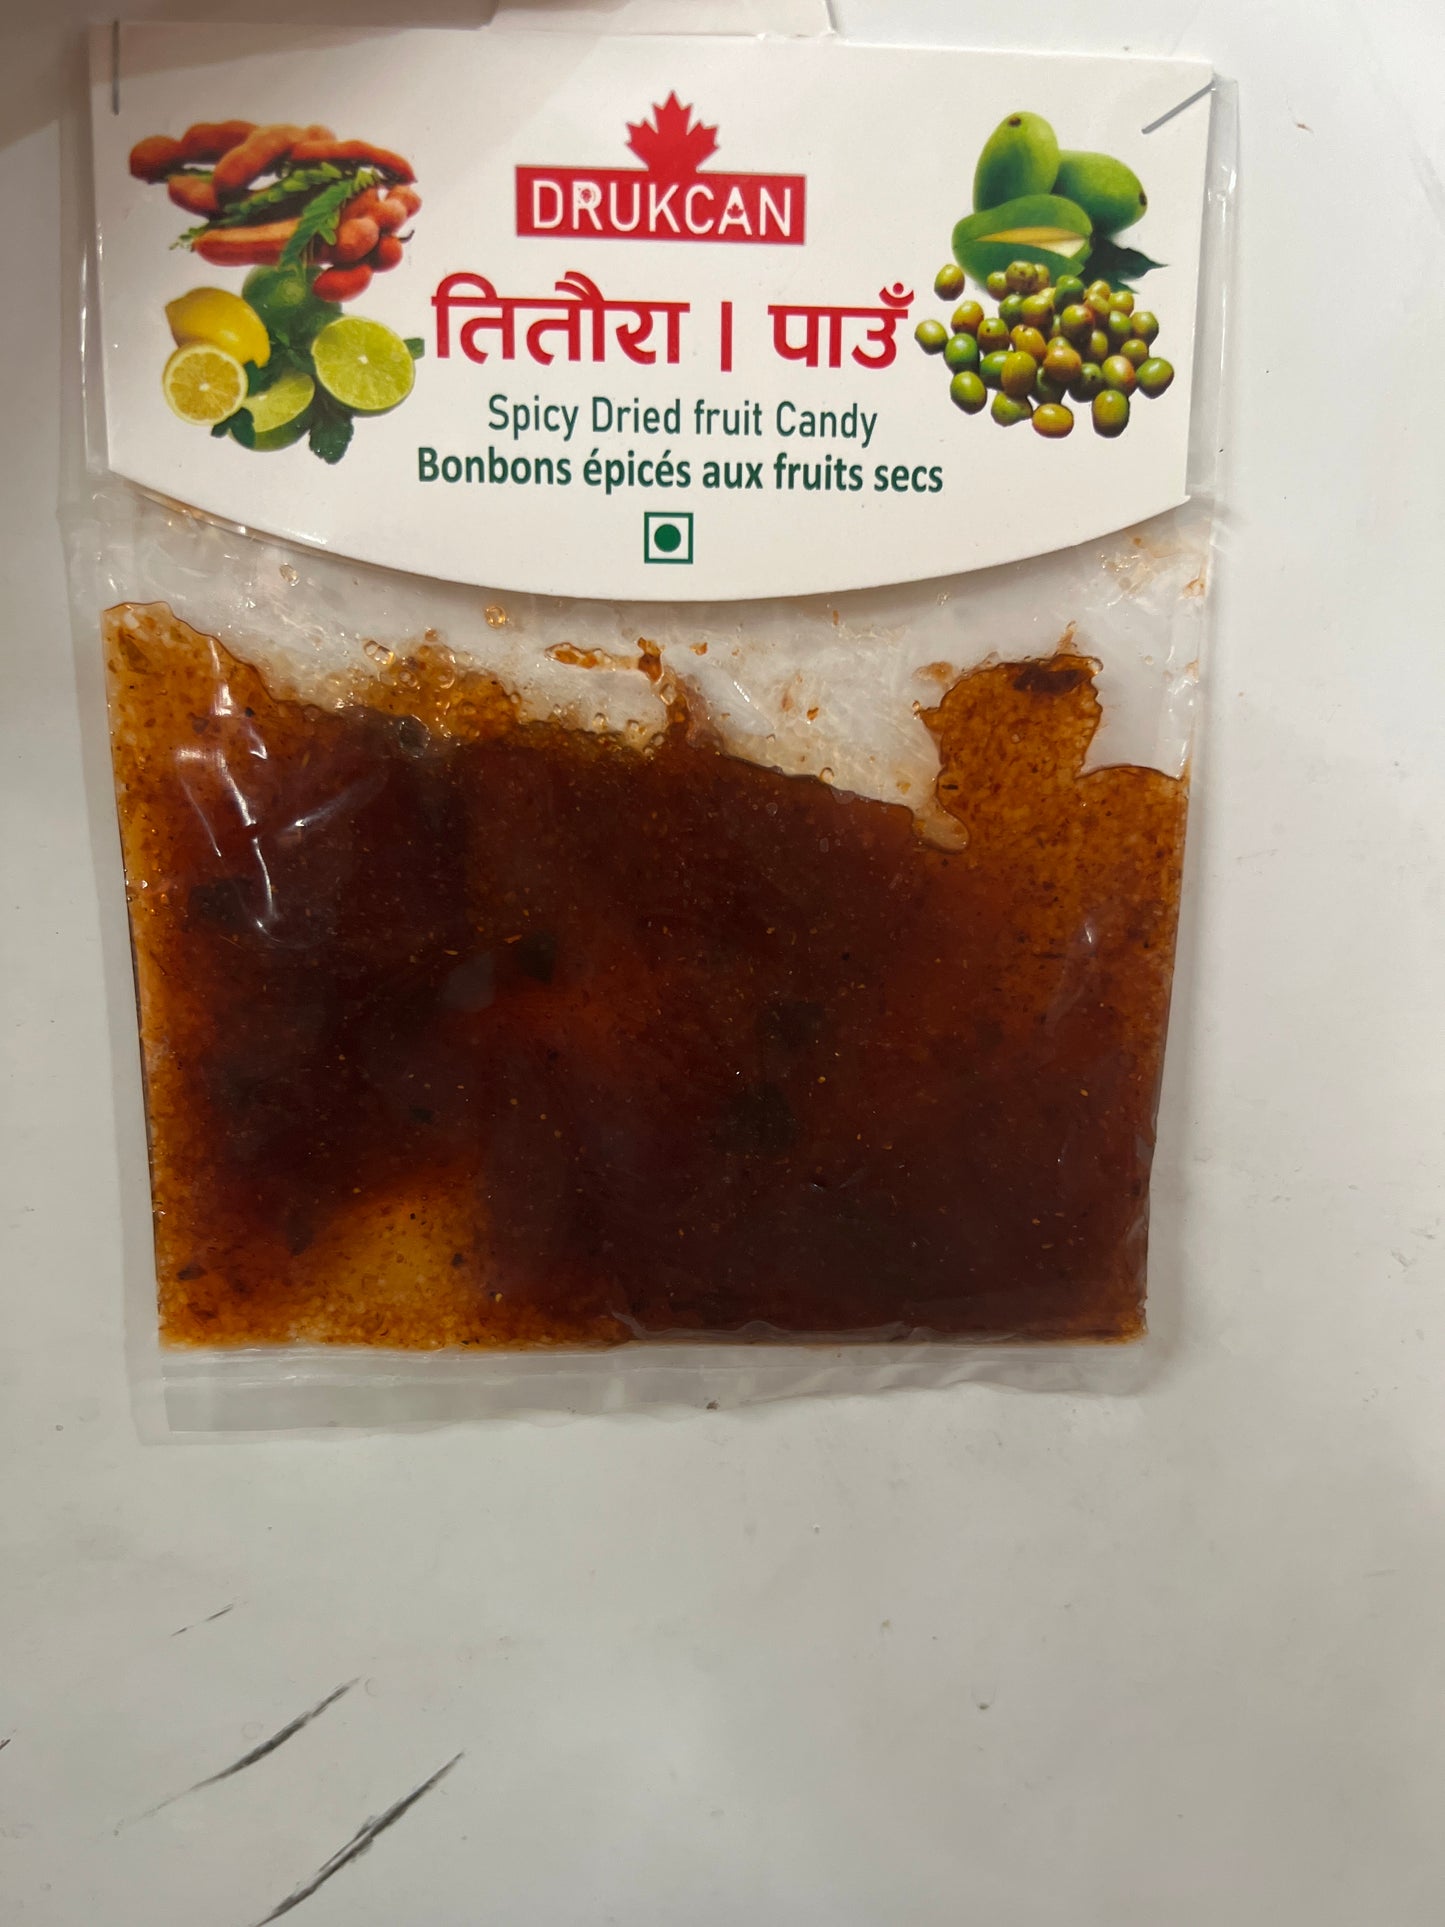 DRUKCAN
तितौरा | पाउँ
Spicy Dried fruit Candy
Bonbons épicés aux fruits secs